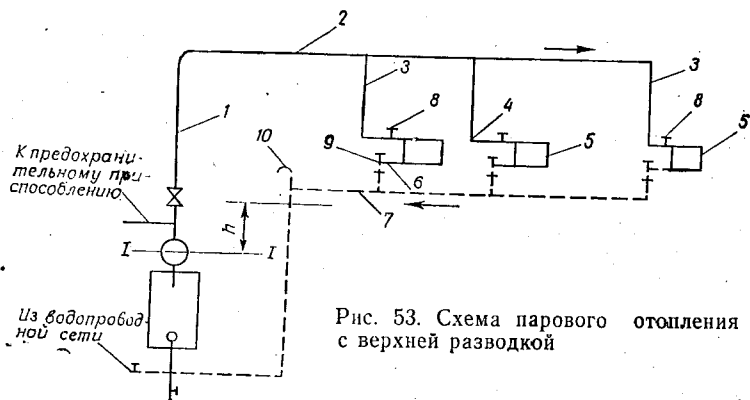 2
3
3
1
8
4
8
10
5
5
К предохрани-
тельному при-
способлению
9
6
7
h
I
I
Из водопровод-
ной сети
Рис. 53. Схема парового отопления
с верхней разводкой